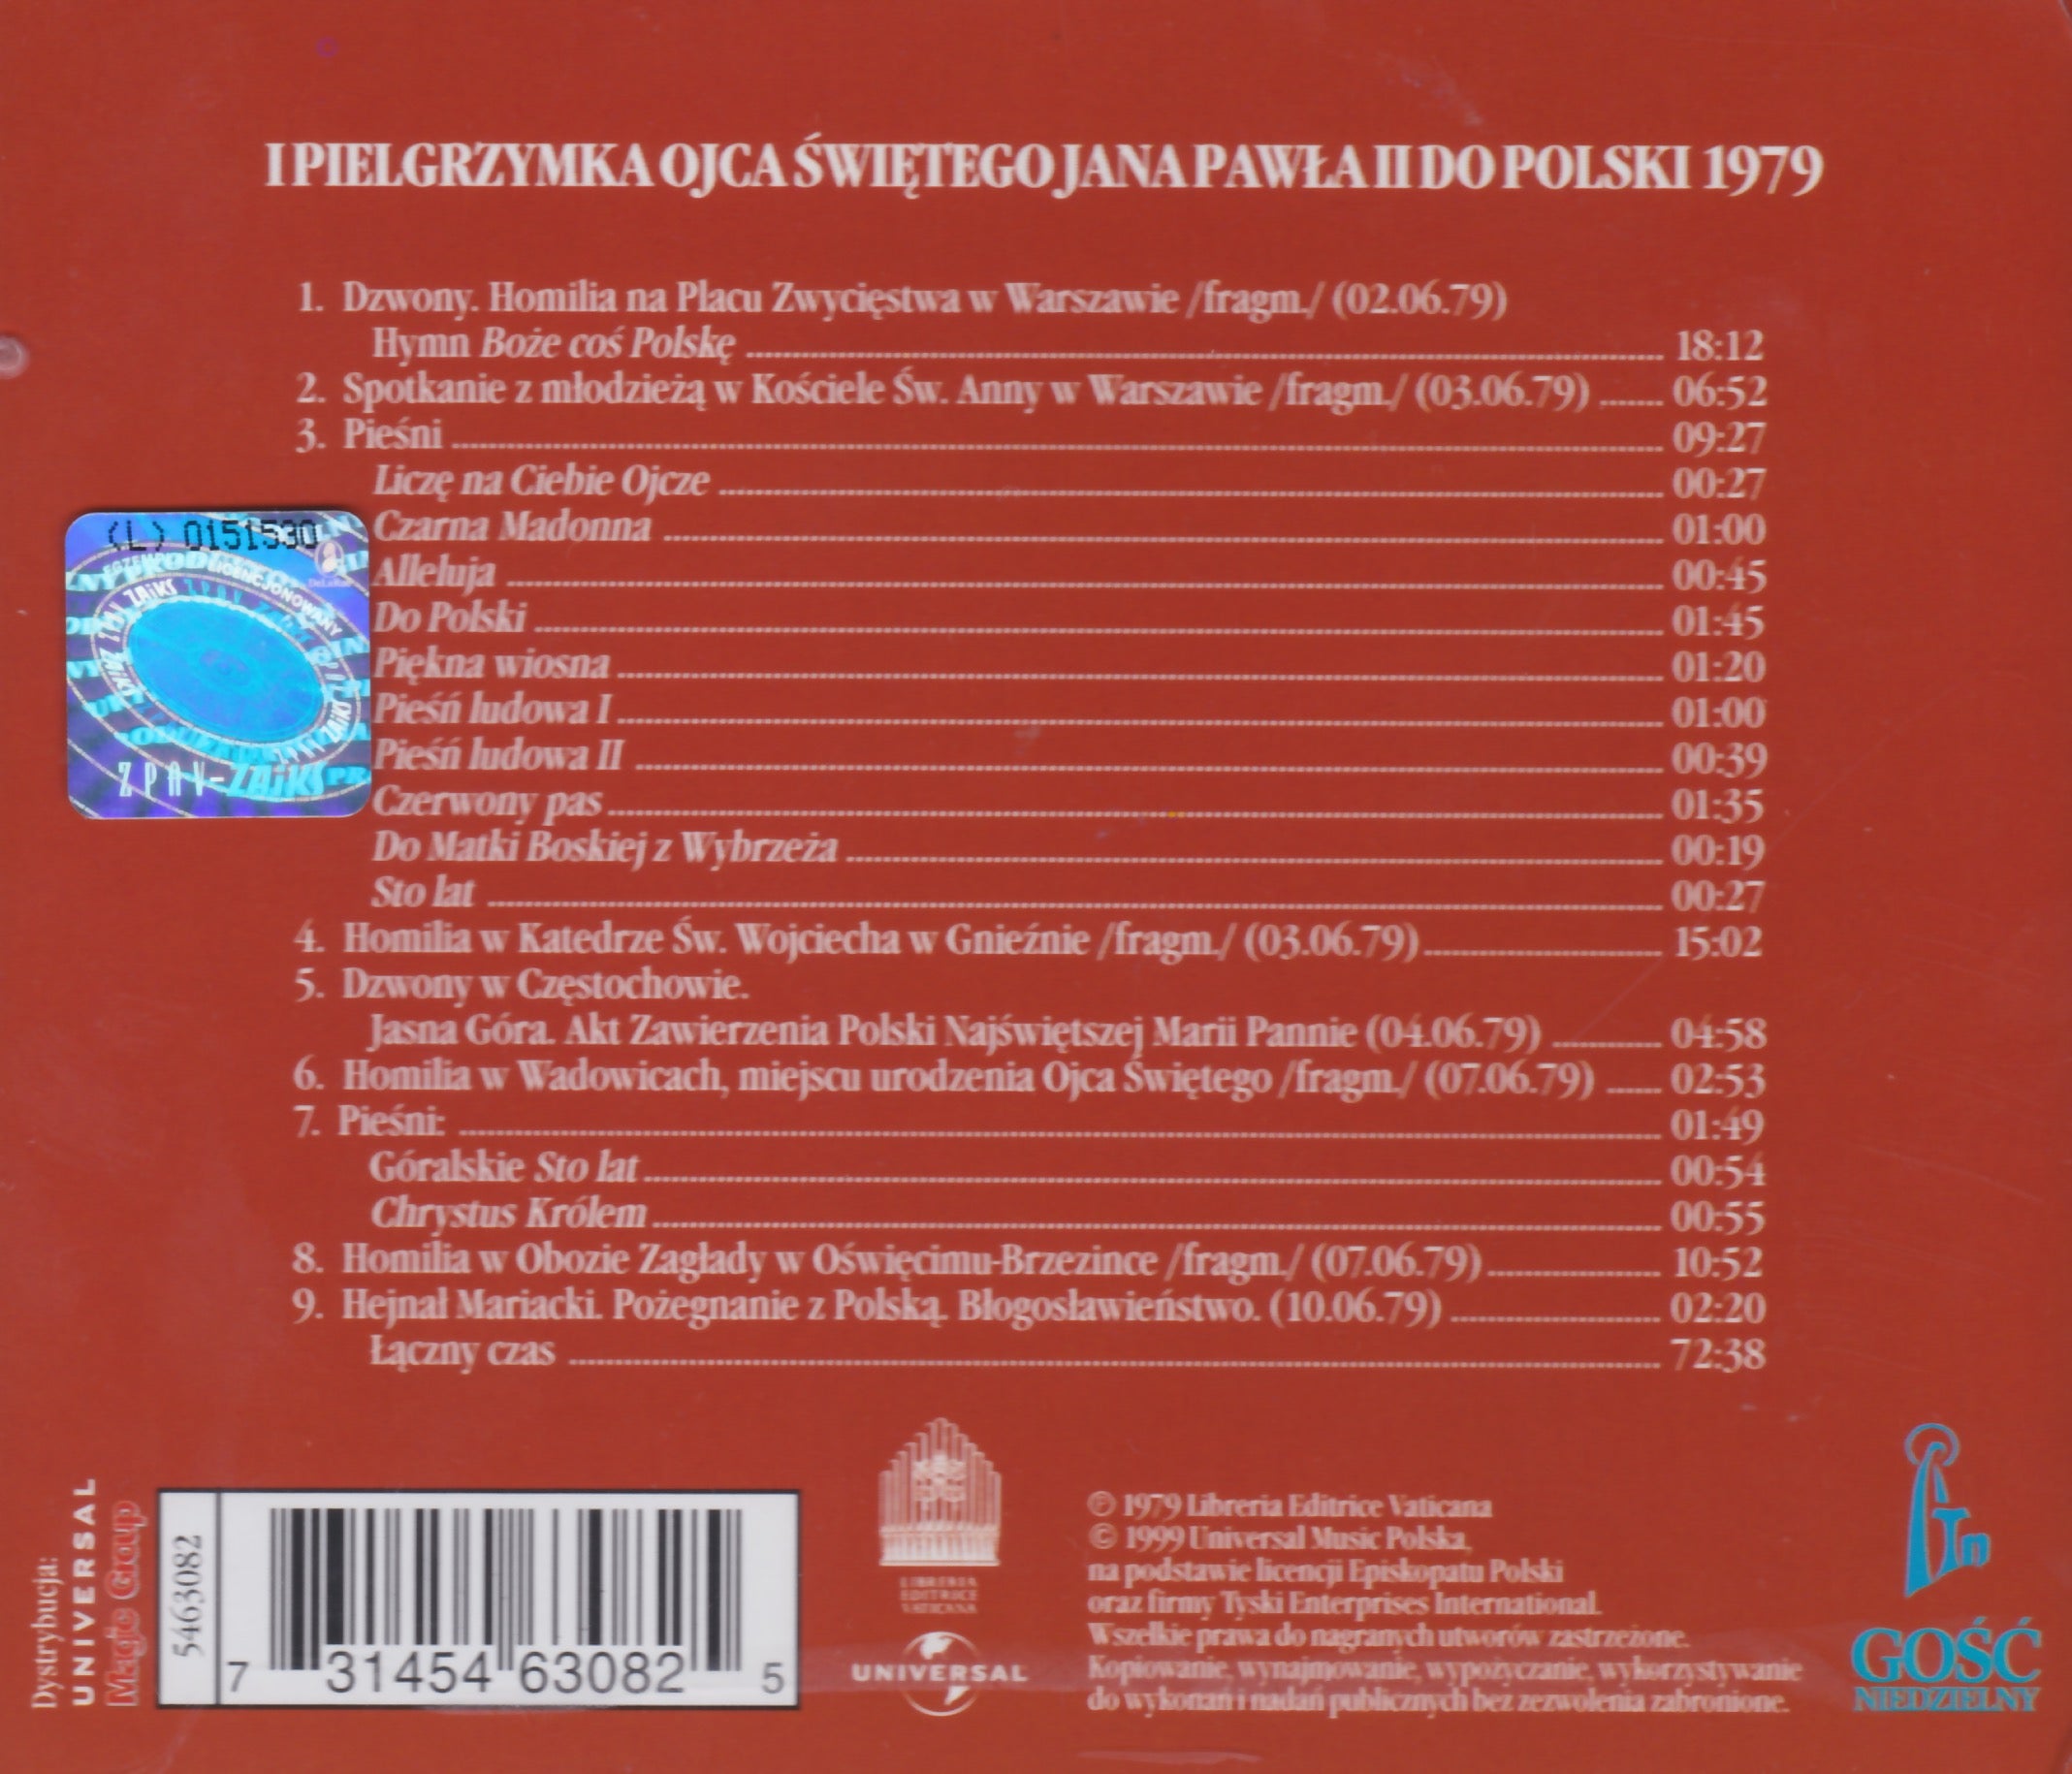 I PIELGRZYMKA OJCA ŚWIĘTEGO JANA PAWŁA II DO POLSKI 1979
1. Dzwony. Homilia na Placu Zwycięstwa w Warszawie /fragm./ (02.06.79)
Hymn Boże coś Polskę 18:12
2. Spotkanie z młodzieżą w Kościele Św. Anny w Warszawie /fragm./ (03.06.79) 06:52
3. Pieśni 09:27
Liczę na Ciebie Ojcze 00:27
Czarna Madonna 01:00
Alleluja 00:45
Do Polski 01:45
Piękna wiosna 01:20
Pieśń ludowa I 01:00
Pieśń ludowa II 00:39
Czerwony pas 01:35
Do Matki Boskiej z Wybrzeża 00:19
Sto lat 00:27
4. Homilia w Katedrze Św. Wojciecha w Gnieźnie /fragm./ (03.06.79) 15:02
5. Dzwony w Częstochowie.
Jasna Góra. Akt Zawierzenia Polski Najświętszej Marii Pannie (04.06.79) 04:58
6. Homilia w Wadowicach, miejscu urodzenia Ojca Świętego /fragm./ (07.06.79) 02:53
7. Pieśni: 01:49
Góralskie Sto lat 00:54
Chrystus Królem 00:55
8. Homilia w Obozie Zagłady w Oświęcimu-Brzezince /fragm./ (07.06.79) 10:52
9. Hejnał Mariacki. Pożegnanie z Polską. Błogosławieństwo. (10.06.79) 02:20
Łączny czas 72:38
(L) 0151530
LICENCJONOWANY
ZPAV-ZAiKS
Dystrybucja:
UNIVERSAL
Magic Group
5463082
7 31454 63082 5
LIBRERIA
EDITRICE
VATICANA
UNIVERSAL
℗ 1979 Libreria Editrice Vaticana
© 1999 Universal Music Polska,
na podstawie licencji Episkopatu Polski
oraz firmy Tyski Enterprises International.
Wszelkie prawa do nagranych utworów zastrzeżone.
Kopiowanie, wynajmowanie, wypożyczanie, wykorzystywanie
do wykonań i nadań publicznych bez zezwolenia zabronione.
GOŚĆ
NIEDZIELNY